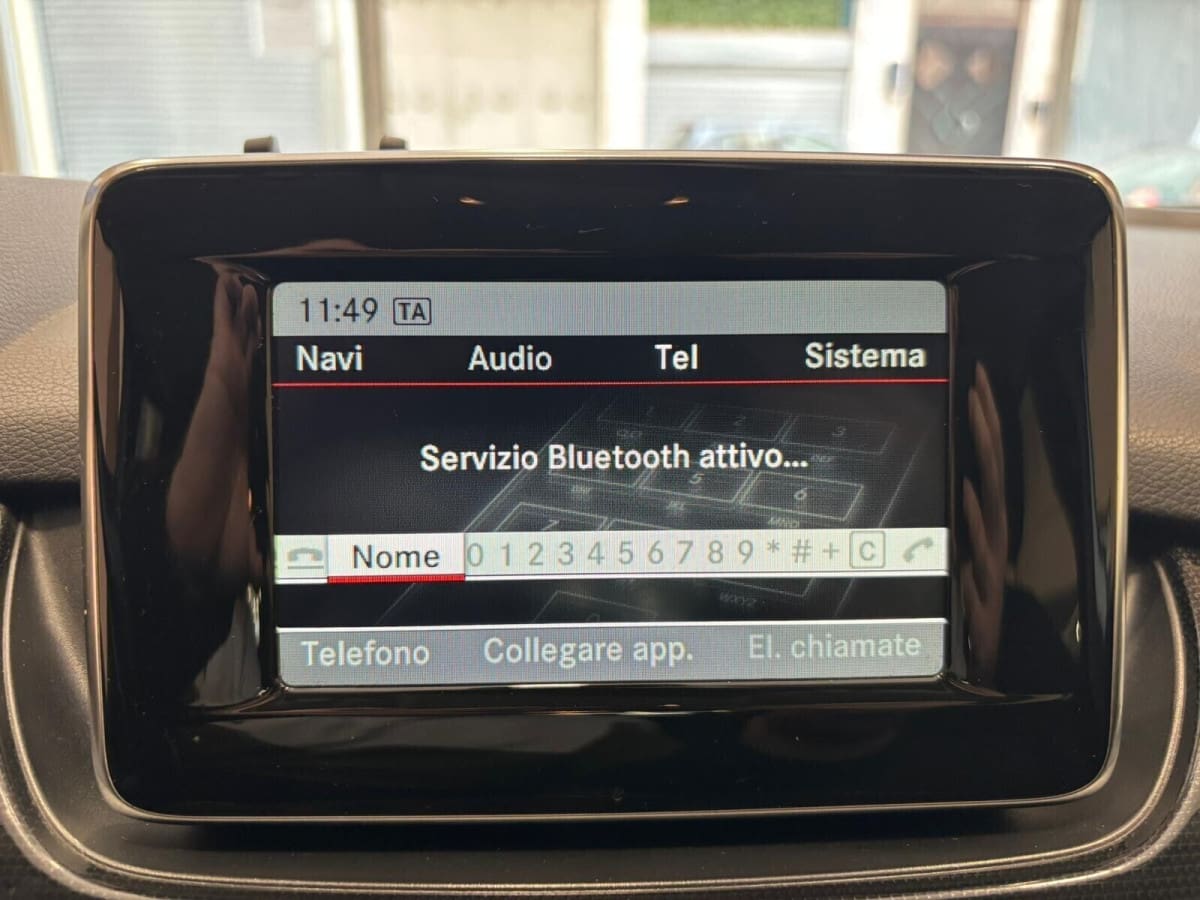 11:49 TA
Navi Audio Tel Sistema
Servizio Bluetooth attivo...
Nome 0 1 2 3 4 5 6 7 8 9 * # + C
Telefono Collegare app. El. chiamate